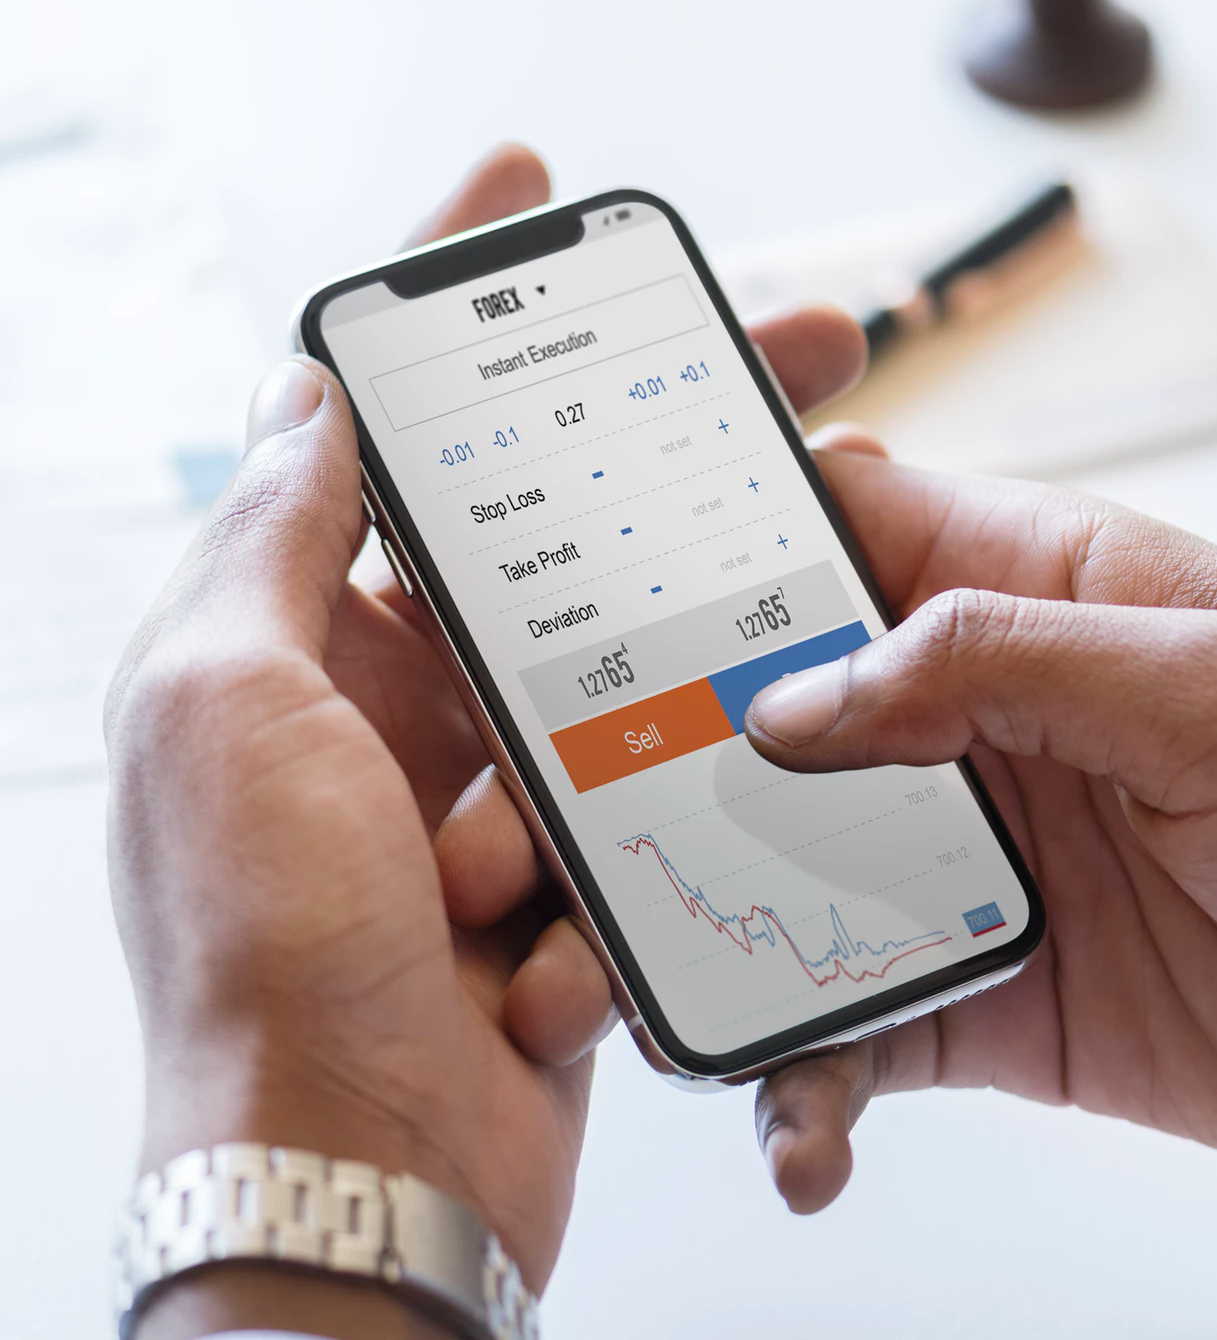 FOREX
Instant Execution
-0.01 -0.1 0.27 +0.01 +0.1
Stop Loss - not set +
Take Profit - not set +
Deviation - not set +
1.27654 1.27657
Sell
700.13
700.12
700.11